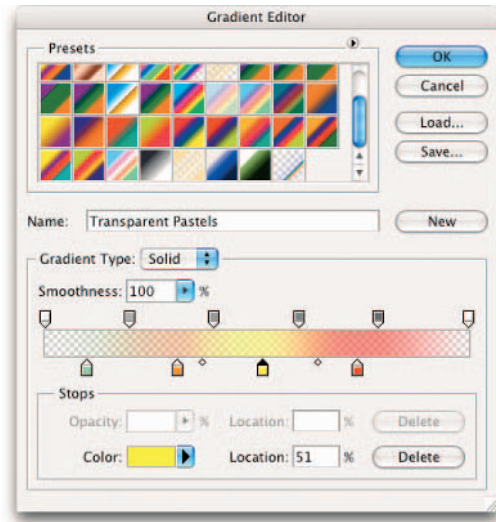 Gradient Editor
Presets
OK
Cancel
Load...
Save...
Name: Transparent Pastels
New
Gradient Type: Solid
Smoothness: 100 %
Stops
Opacity: % Location: % Delete
Color: Location: 51 % Delete